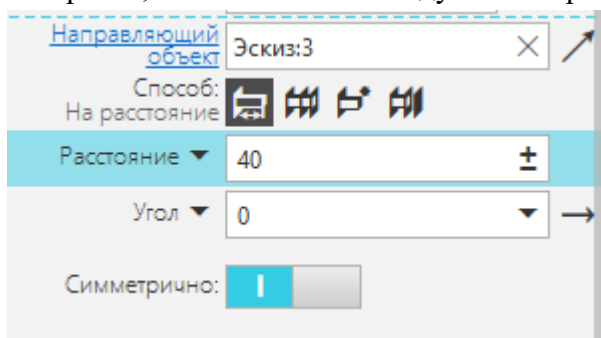 Направляющий
объект
Эскиз:3
Способ:
На расстояние
Расстояние
40
Угол
0
Симметрично: